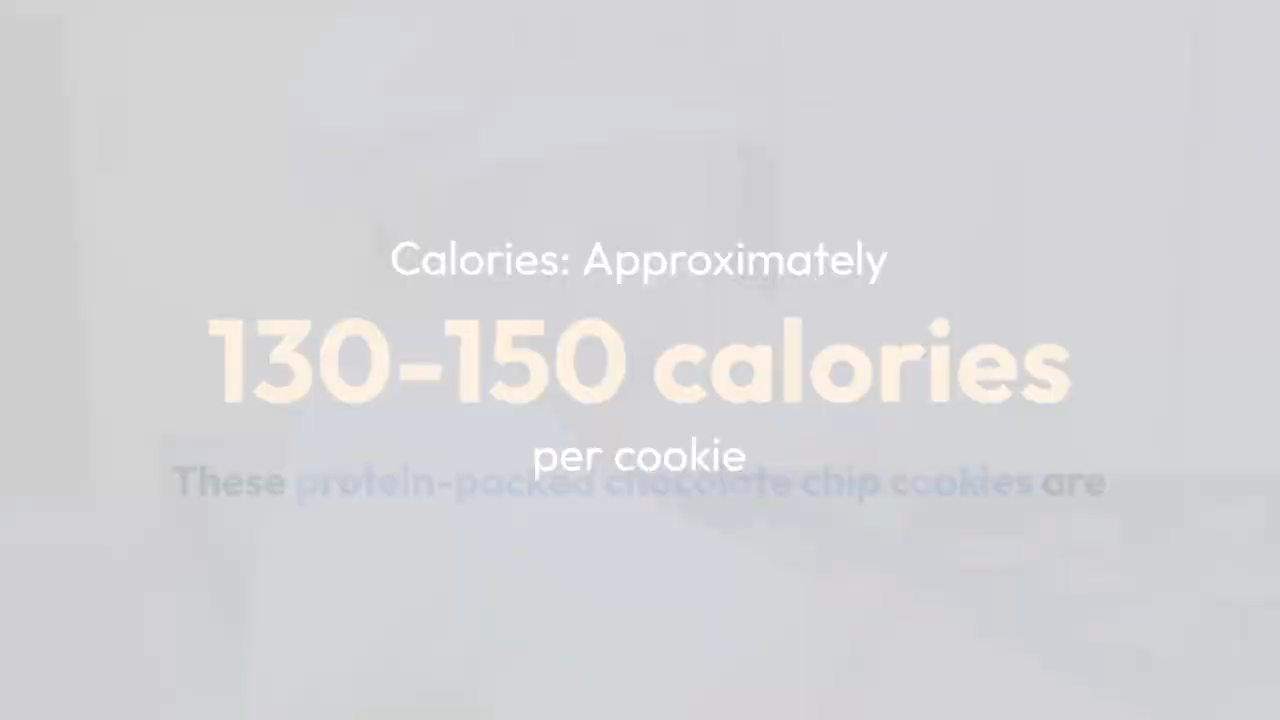 Calories: Approximately
130-150 calories
per cookie
These protein-packed chocolate chip cookies are